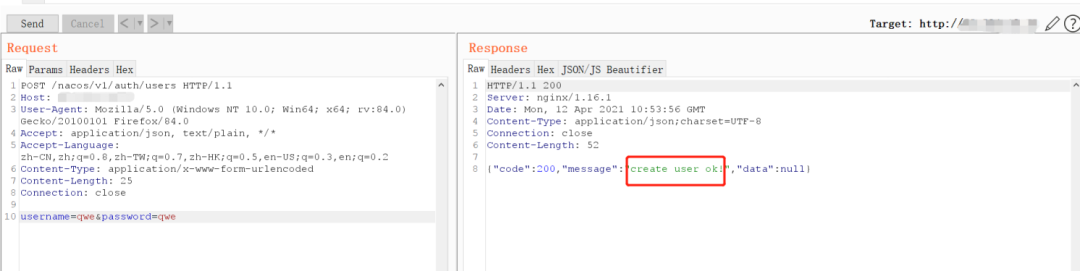 Send Cancel < > Target: http://
Request
Raw Params Headers Hex
1 POST /nacos/v1/auth/users HTTP/1.1
2 Host:
3 User-Agent: Mozilla/5.0 (Windows NT 10.0; Win64; x64; rv:84.0)
Gecko/20100101 Firefox/84.0
4 Accept: application/json, text/plain, */*
5 Accept-Language:
zh-CN,zh;q=0.8,zh-TW;q=0.7,zh-HK;q=0.5,en-US;q=0.3,en;q=0.2
6 Content-Type: application/x-www-form-urlencoded
7 Content-Length: 25
8 Connection: close
9
10 username=qwe&password=qwe
Response
Raw Headers Hex JSON/JS Beautifier
1 HTTP/1.1 200
2 Server: nginx/1.16.1
3 Date: Mon, 12 Apr 2021 10:53:56 GMT
4 Content-Type: application/json;charset=UTF-8
5 Connection: close
6 Content-Length: 52
7
8 {"code":200,"message":"create user ok!","data":null}